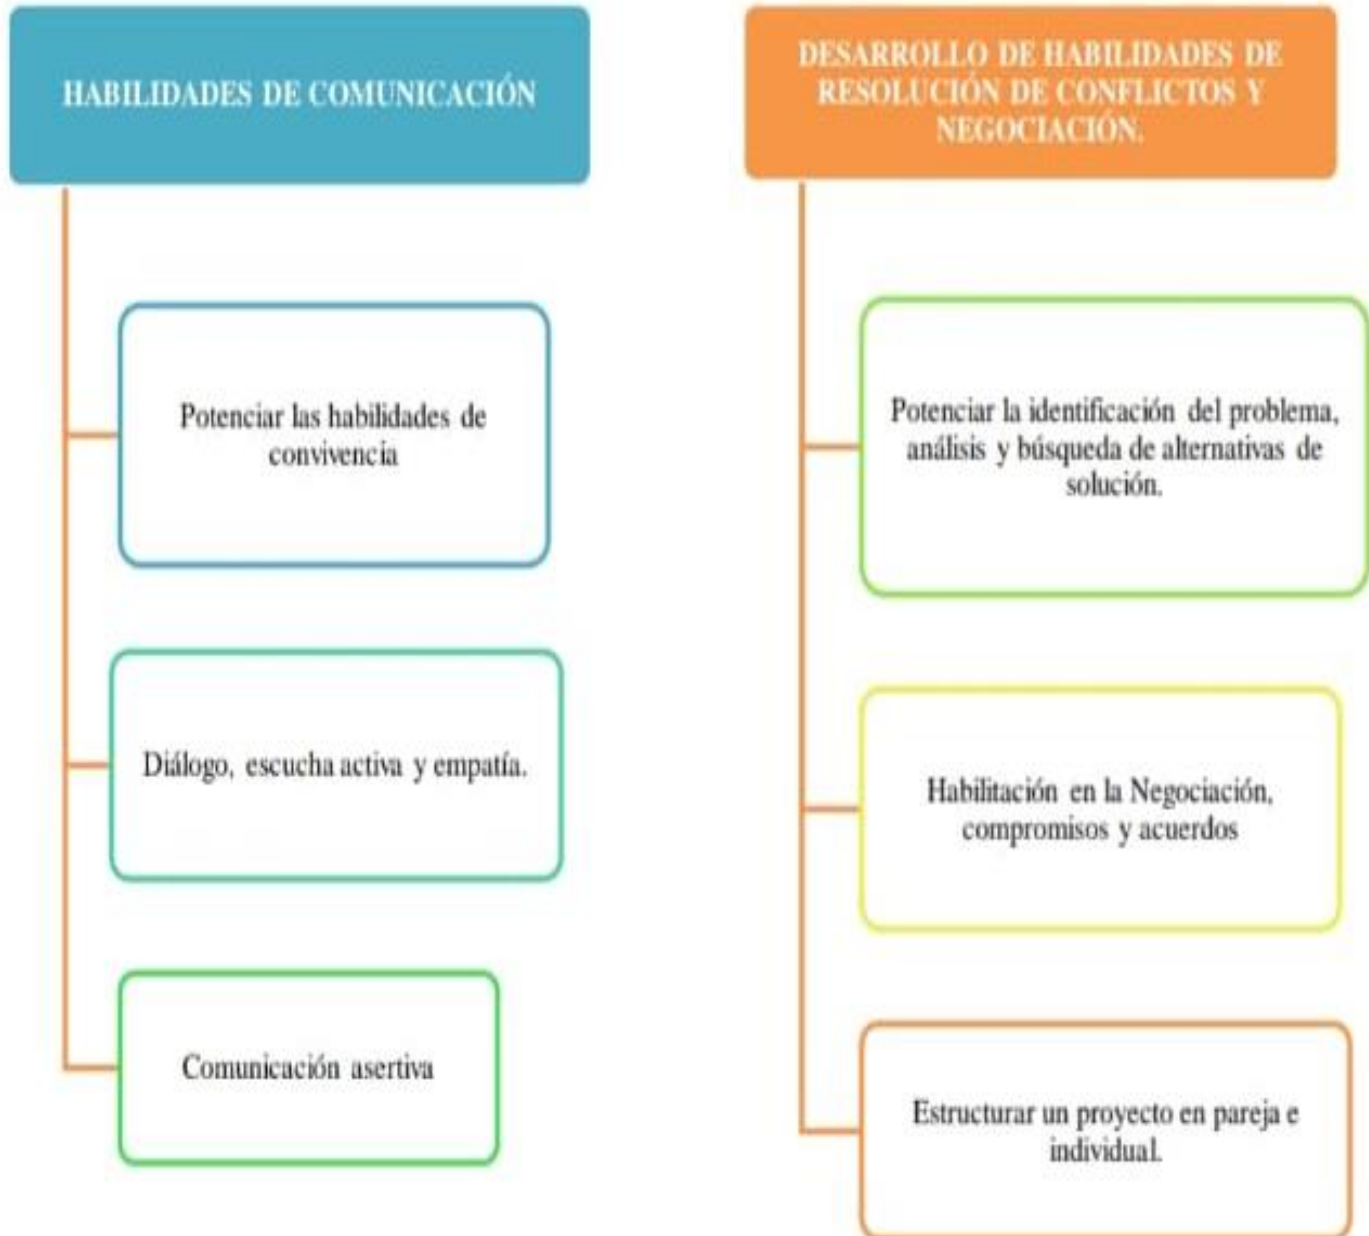 HABILIDADES DE COMUNICACIÓN
Potenciar las habilidades de
convivencia
Diálogo, escucha activa y empatía.
Comunicación asertiva
DESARROLLO DE HABILIDADES DE
RESOLUCIÓN DE CONFLICTOS Y
NEGOCIACIÓN.
Potenciar la identificación del problema,
análisis y búsqueda de alternativas de
solución.
Habilitación en la Negociación,
compromisos y acuerdos
Estructurar un proyecto en pareja e
individual.